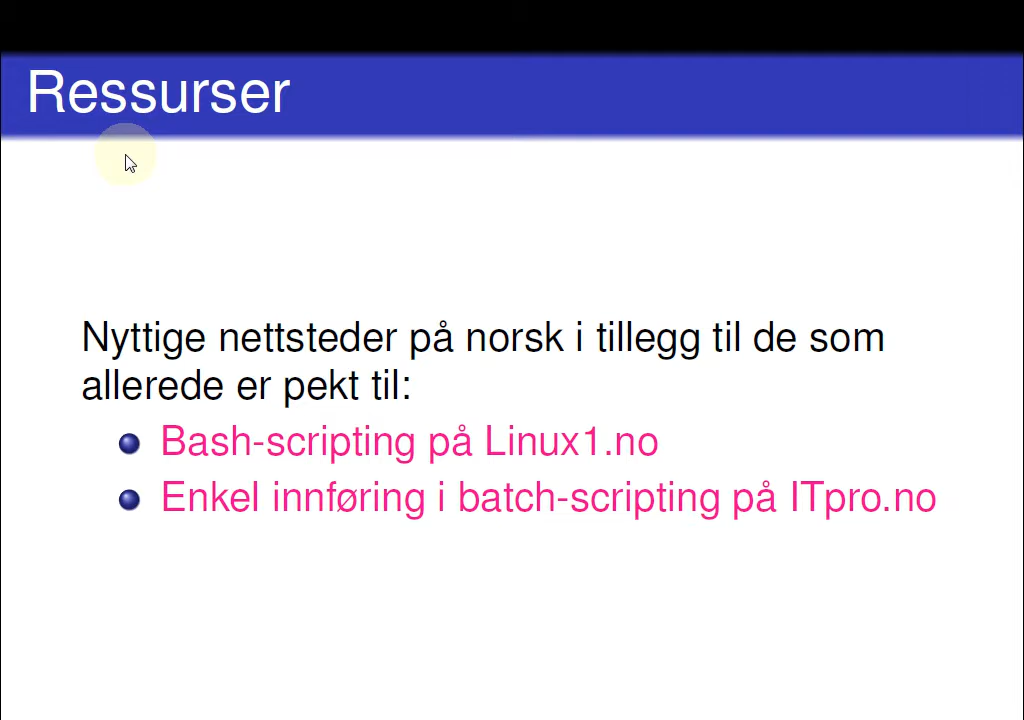 Ressurser
Nyttige nettsteder på norsk i tillegg til de som
allerede er pekt til:
Bash-scripting på Linux1.no
Enkel innføring i batch-scripting på ITpro.no